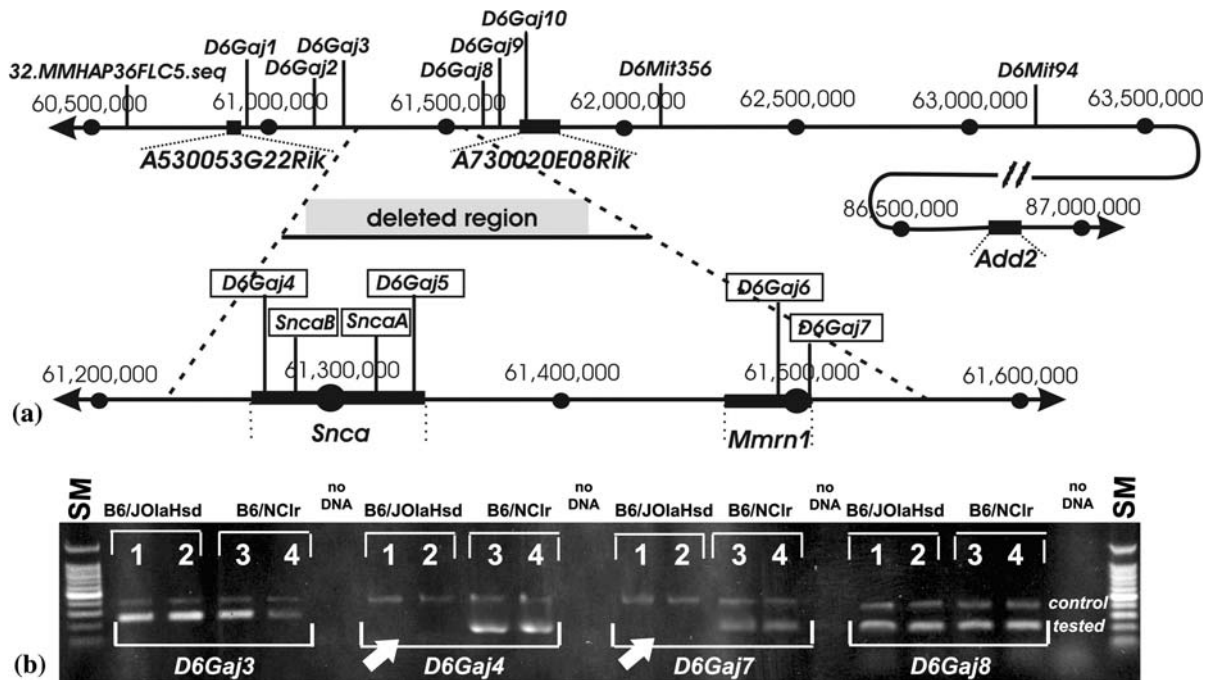 D6Gaj10
D6Gaj1 D6Gaj3 D6Gaj9
32.MMHAP36FLC5.seq D6Gaj2 D6Gaj8 D6Mit356 D6Mit94
60,500,000 61,000,000 61,500,000 62,000,000 62,500,000 63,000,000 63,500,000
A530053G22Rik A730020E08Rik
86,500,000 87,000,000
deleted region
Add2
D6Gaj4 D6Gaj5 D6Gaj6
SncaB SncaA D6Gaj7
61,200,000 61,300,000 61,400,000 61,500,000 61,600,000
(a)
Snca Mmrn1
SM B6/JOlaHsd B6/NCIr no DNA B6/JOlaHsd B6/NCIr no DNA B6/JOlaHsd B6/NCIr no DNA B6/JOlaHsd B6/NCIr no DNA SM
1 2 3 4 1 2 3 4 1 2 3 4 1 2 3 4
control
tested
(b)
D6Gaj3 D6Gaj4 D6Gaj7 D6Gaj8